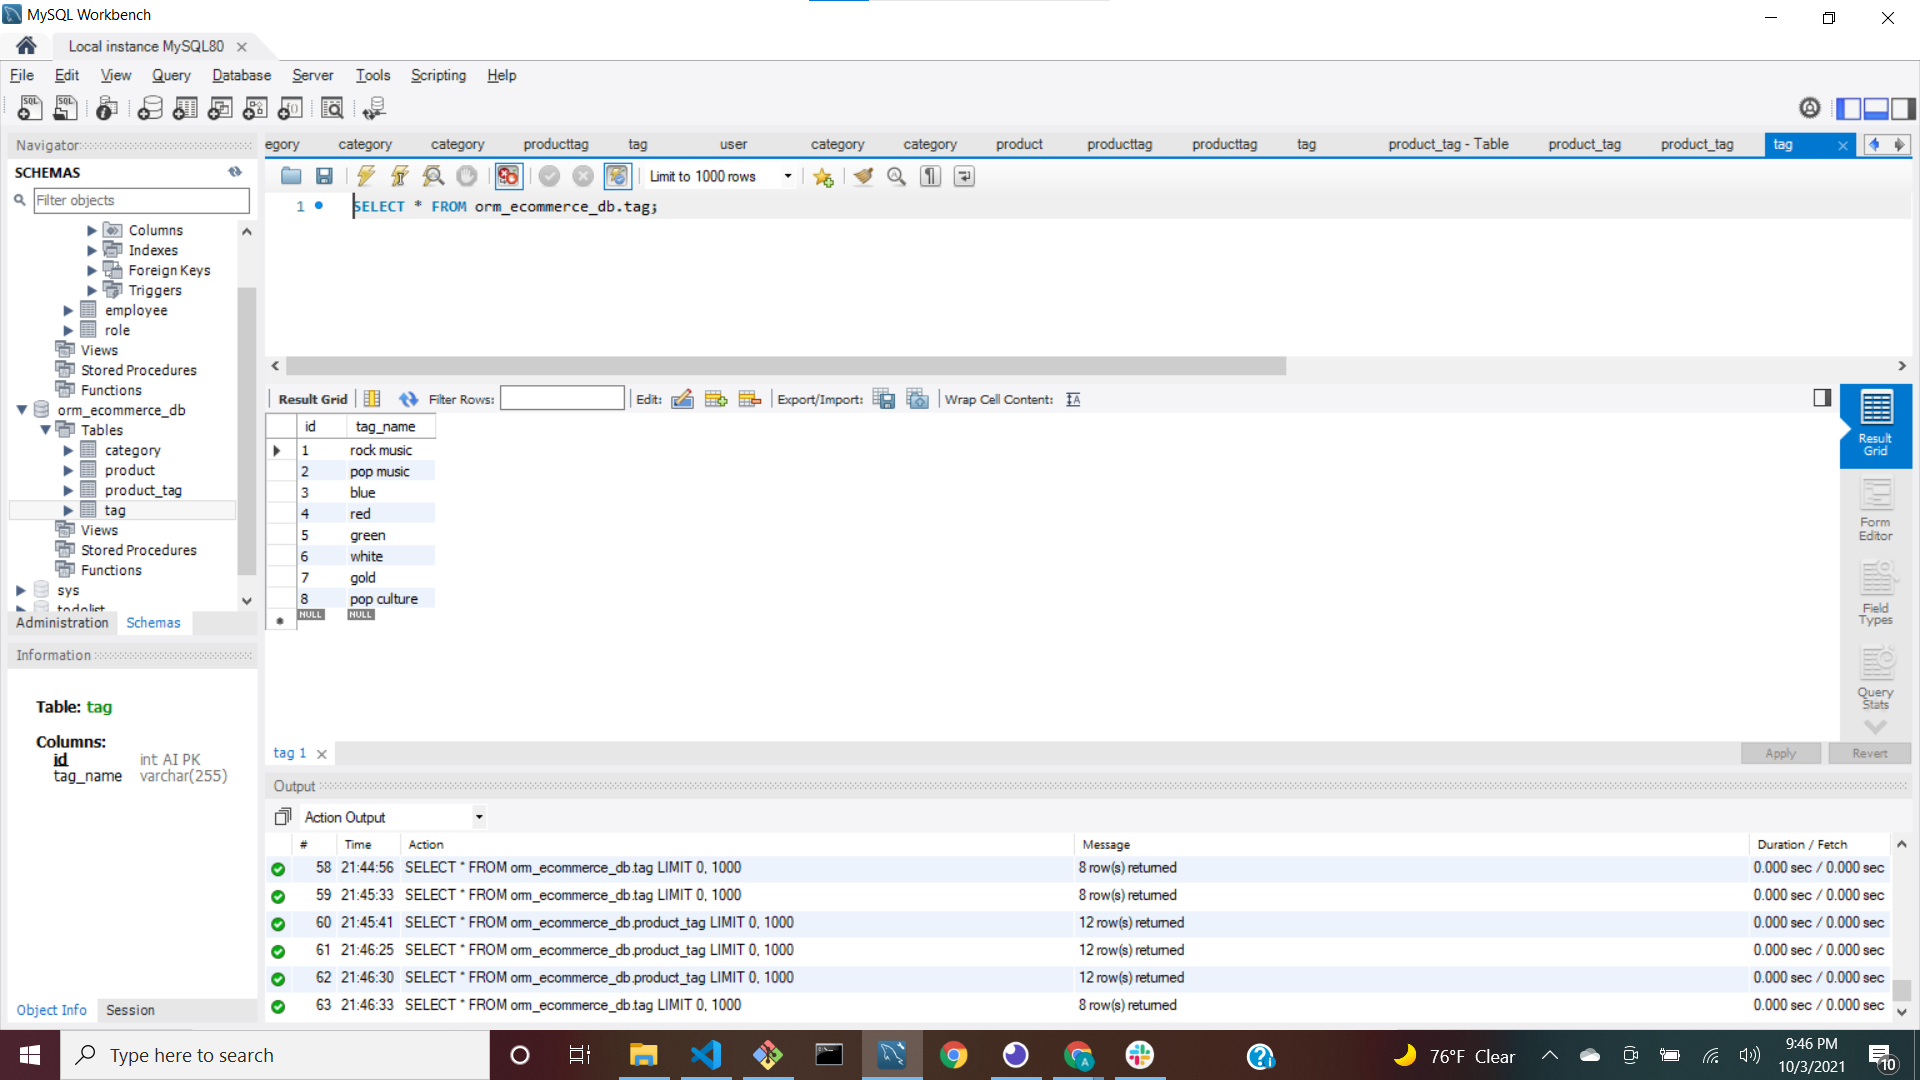 MySQL Workbench
Local instance MySQL80
File Edit View Query Database Server Tools Scripting Help
Navigator
SCHEMAS
Filter objects
Columns
Indexes
Foreign Keys
Triggers
employee
role
Views
Stored Procedures
Functions
orm_ecommerce_db
Tables
category
product
product_tag
tag
Views
Stored Procedures
Functions
sys
todolist
Administration Schemas
Information
Table: tag
Columns:
id int AI PK
tag_name varchar(255)
Object Info Session
egory category category producttag tag user category category product producttag producttag tag product_tag - Table product_tag product_tag tag
Limit to 1000 rows
1 SELECT * FROM orm_ecommerce_db.tag;
Result Grid Filter Rows: Edit: Export/Import: Wrap Cell Content:
id tag_name
1 rock music
2 pop music
3 blue
4 red
5 green
6 white
7 gold
8 pop culture
NULL NULL
Result
Grid
Form
Editor
Field
Types
Query
Stats
tag 1
Apply Revert
Output
Action Output
# Time Action Message Duration / Fetch
58 21:44:56 SELECT * FROM orm_ecommerce_db.tag LIMIT 0, 1000 8 row(s) returned 0.000 sec / 0.000 sec
59 21:45:33 SELECT * FROM orm_ecommerce_db.tag LIMIT 0, 1000 8 row(s) returned 0.000 sec / 0.000 sec
60 21:45:41 SELECT * FROM orm_ecommerce_db.product_tag LIMIT 0, 1000 12 row(s) returned 0.000 sec / 0.000 sec
61 21:46:25 SELECT * FROM orm_ecommerce_db.product_tag LIMIT 0, 1000 12 row(s) returned 0.000 sec / 0.000 sec
62 21:46:30 SELECT * FROM orm_ecommerce_db.product_tag LIMIT 0, 1000 12 row(s) returned 0.000 sec / 0.000 sec
63 21:46:33 SELECT * FROM orm_ecommerce_db.tag LIMIT 0, 1000 8 row(s) returned 0.000 sec / 0.000 sec
Type here to search
76°F Clear
9:46 PM
10/3/2021
10